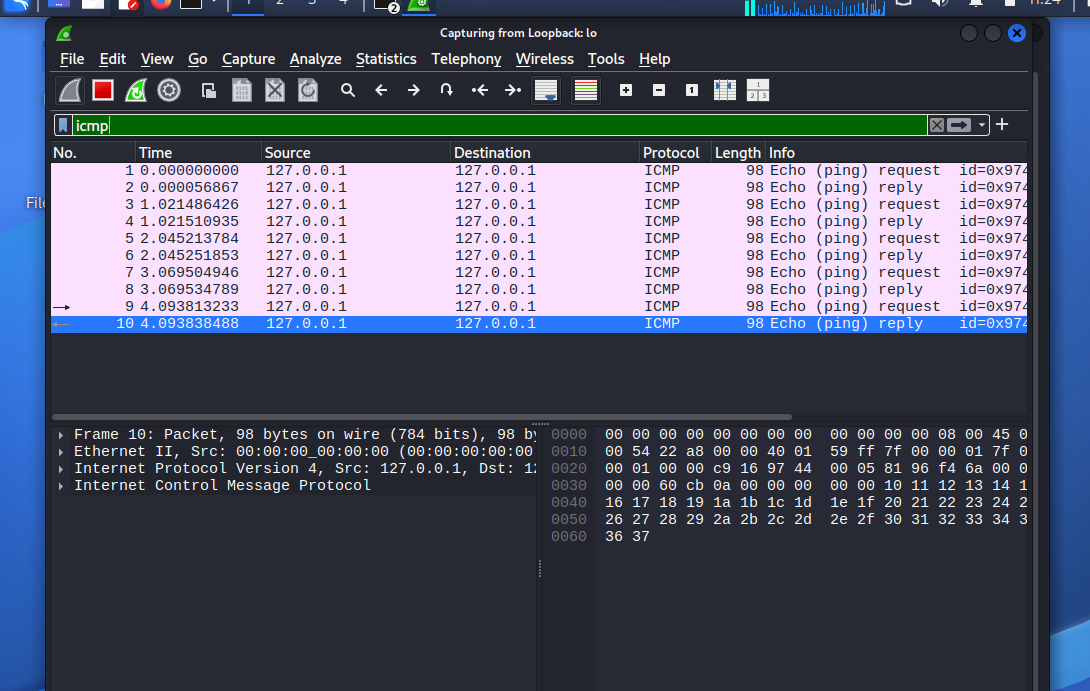 1 2 3 4 2 11:24
Capturing from Loopback: lo
File Edit View Go Capture Analyze Statistics Telephony Wireless Tools Help
icmp
No. Time Source Destination Protocol Length Info
1 0.000000000 127.0.0.1 127.0.0.1 ICMP 98 Echo (ping) request id=0x974
2 0.000056867 127.0.0.1 127.0.0.1 ICMP 98 Echo (ping) reply id=0x974
3 1.021486426 127.0.0.1 127.0.0.1 ICMP 98 Echo (ping) request id=0x974
4 1.021510935 127.0.0.1 127.0.0.1 ICMP 98 Echo (ping) reply id=0x974
5 2.045213784 127.0.0.1 127.0.0.1 ICMP 98 Echo (ping) request id=0x974
6 2.045251853 127.0.0.1 127.0.0.1 ICMP 98 Echo (ping) reply id=0x974
7 3.069504946 127.0.0.1 127.0.0.1 ICMP 98 Echo (ping) request id=0x974
8 3.069534789 127.0.0.1 127.0.0.1 ICMP 98 Echo (ping) reply id=0x974
9 4.093813233 127.0.0.1 127.0.0.1 ICMP 98 Echo (ping) request id=0x974
10 4.093838488 127.0.0.1 127.0.0.1 ICMP 98 Echo (ping) reply id=0x974
File
Frame 10: Packet, 98 bytes on wire (784 bits), 98 by
Ethernet II, Src: 00:00:00_00:00:00 (00:00:00:00:00
Internet Protocol Version 4, Src: 127.0.0.1, Dst: 12
Internet Control Message Protocol
0000 00 00 00 00 00 00 00 00 00 00 00 00 08 00 45 0
0010 00 54 22 a8 00 00 40 01 59 ff 7f 00 00 01 7f 0
0020 00 01 00 00 c9 16 97 44 00 05 81 96 f4 6a 00 0
0030 00 00 60 cb 0a 00 00 00 00 00 10 11 12 13 14 1
0040 16 17 18 19 1a 1b 1c 1d 1e 1f 20 21 22 23 24 2
0050 26 27 28 29 2a 2b 2c 2d 2e 2f 30 31 32 33 34 3
0060 36 37